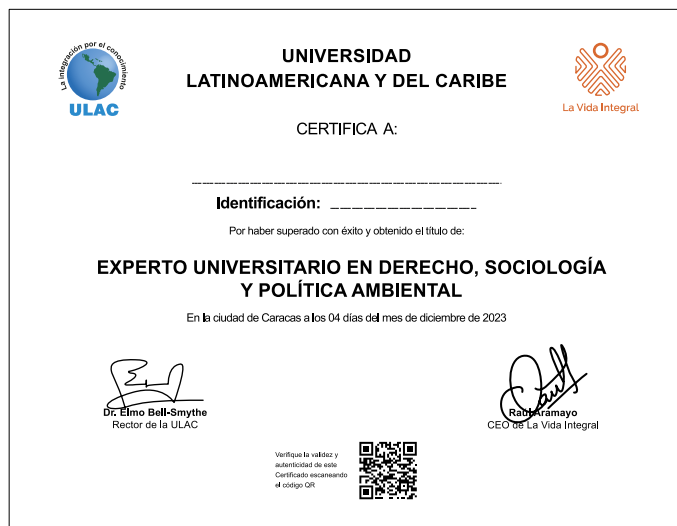 La integración por el conocimiento
ULAC
UNIVERSIDAD
LATINOAMERICANA Y DEL CARIBE
La Vida Integral
CERTIFICA A:
Identificación:
Por haber superado con éxito y obtenido el título de:
EXPERTO UNIVERSITARIO EN DERECHO, SOCIOLOGÍA
Y POLÍTICA AMBIENTAL
En la ciudad de Caracas a los 04 días del mes de diciembre de 2023
Dr. Elmo Bell-Smythe
Rector de la ULAC
Raúl Aramayo
CEO de La Vida Integral
Verifique la validez y
autenticidad de este
Certificado escaneando
el código QR